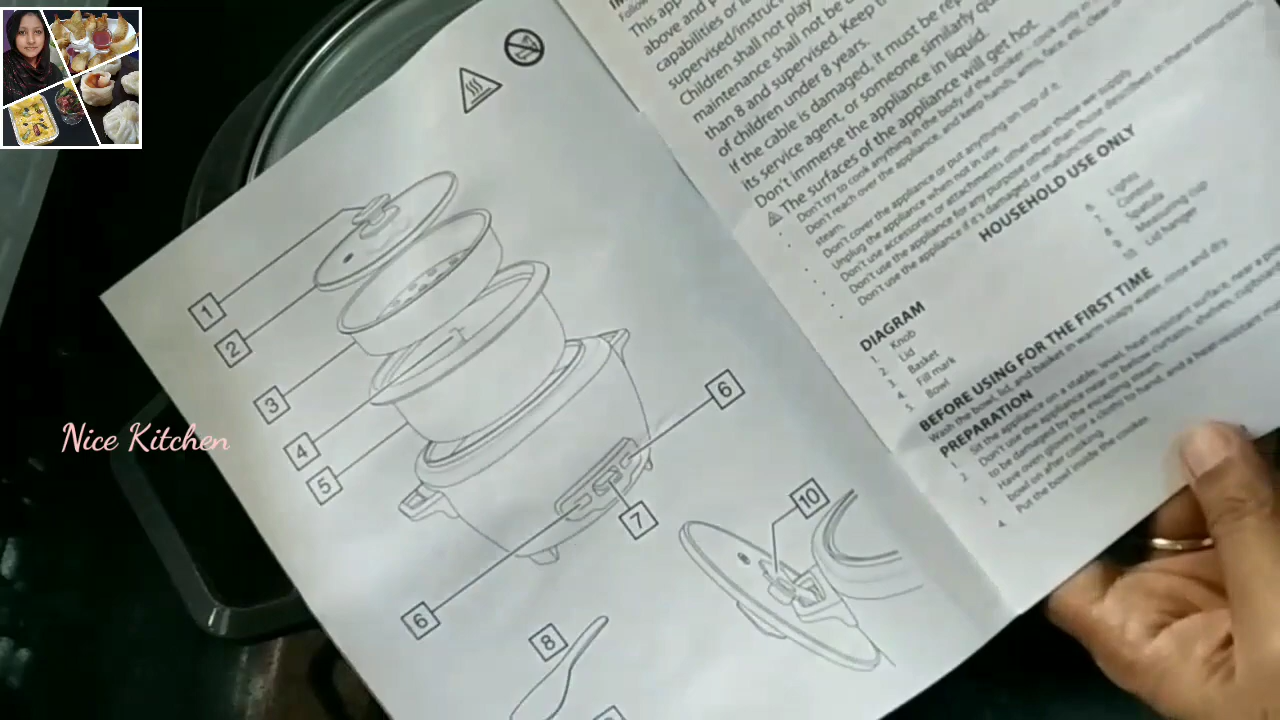 Nice Kitchen
1
2
3
4
5
6
6
7
8
10
above and
capabilities or
supervised/instruc
Children shall not play
maintenance shall not be
than 8 and supervised. Keep
of children under 8 years.
If the cable is damaged, it must be rep
its service agent, or someone similarly qu
Don't immerse the appliance in liquid.
The surfaces of the appliance will get hot.
Don't try to cook anything in the body of the cooker - cook only in
Don't reach over the appliance, and keep hands, arms, face, etc. clear of
steam.
Don't cover the appliance or put anything on top of it.
Unplug the appliance when not in use.
Don't use accessories or attachments other than those we supply.
Don't use the appliance for any purpose other than those described in these instructions
Don't use the appliance if it's damaged or malfunctions.
HOUSEHOLD USE ONLY
DIAGRAM
1. Knob
2. Lid
3. Basket
4. Fill mark
5. Bowl
6. Lights
7. Control
8. Spatula
9. Measuring cup
10. Lid hanger
BEFORE USING FOR THE FIRST TIME
Wash the bowl, lid, and basket in warm soapy water, rinse and dry
PREPARATION
1. Sit the appliance on a stable, level, heat-resistant surface, near a po
2. Don't use the appliance near or below curtains, shelves, cupboard
to be damaged by the escaping steam.
3. Have oven gloves (or a cloth) to hand, and a heat-resistant mat
bowl on after cooking.
4. Put the bowl inside the cooker.